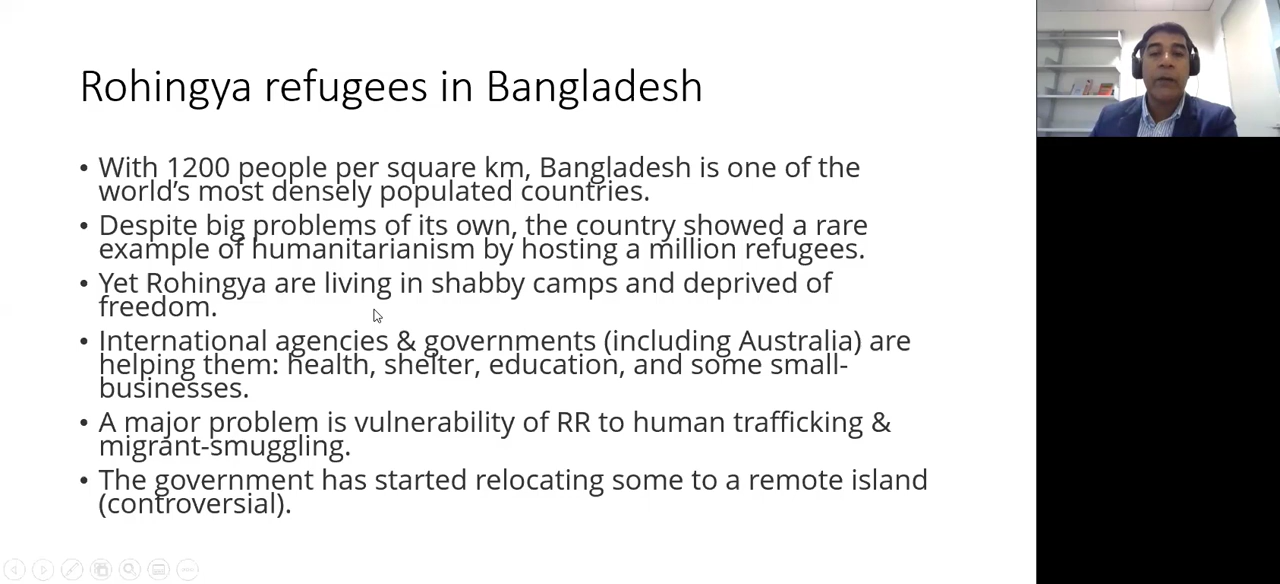 Rohingya refugees in Bangladesh
• With 1200 people per square km, Bangladesh is one of the
world's most densely populated countries.
• Despite big problems of its own, the country showed a rare
example of humanitarianism by hosting a million refugees.
• Yet Rohingya are living in shabby camps and deprived of
freedom.
• International agencies & governments (including Australia) are
helping them: health, shelter, education, and some small-
businesses.
• A major problem is vulnerability of RR to human trafficking &
migrant-smuggling.
• The government has started relocating some to a remote island
(controversial).